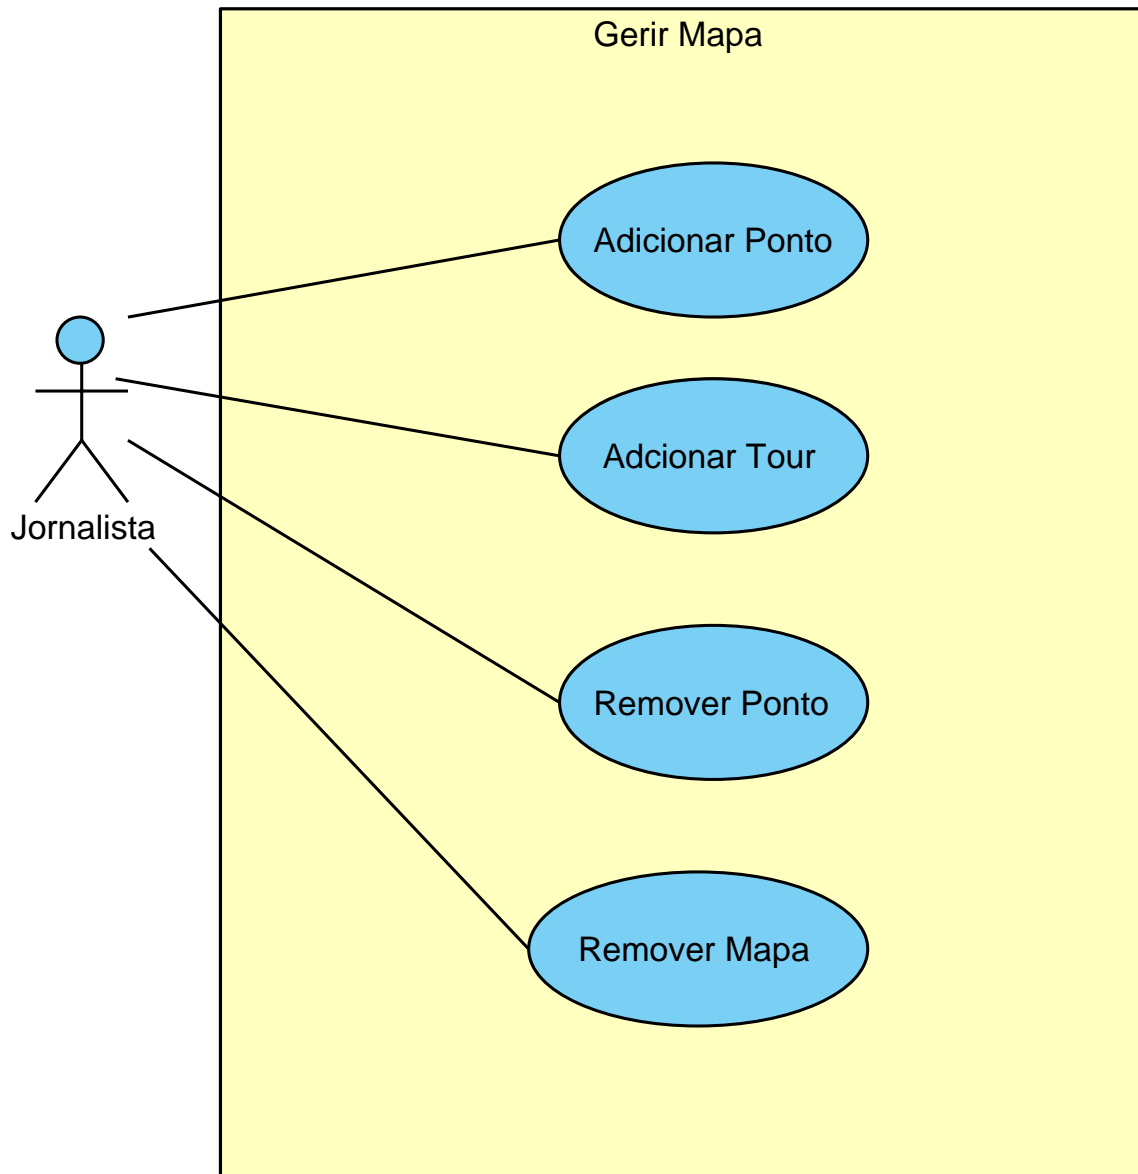 Gerir Mapa
Adicionar Ponto
Adcionar Tour
Jornalista
Remover Ponto
Remover Mapa